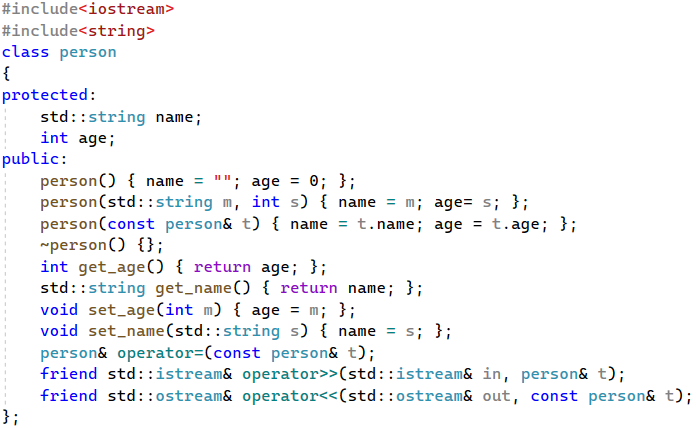 #include<iostream>
#include<string>
class person
{
protected:
    std::string name;
    int age;
public:
    person() { name = ""; age = 0; };
    person(std::string m, int s) { name = m; age= s; };
    person(const person& t) { name = t.name; age = t.age; };
    ~person() {};
    int get_age() { return age; };
    std::string get_name() { return name; };
    void set_age(int m) { age = m; };
    void set_name(std::string s) { name = s; };
    person& operator=(const person& t);
    friend std::istream& operator>>(std::istream& in, person& t);
    friend std::ostream& operator<<(std::ostream& out, const person& t);
};